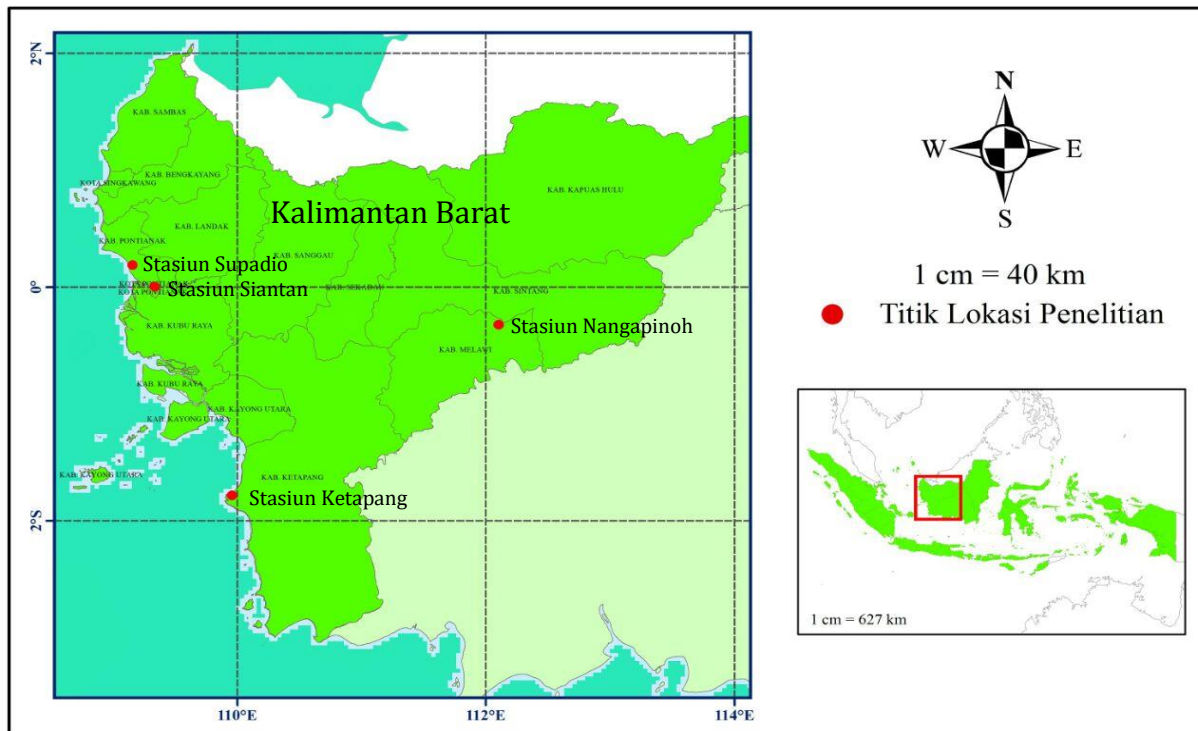 2°N
0°
2°S
110°E
112°E
114°E
KAB. SAMBAS
KAB. BENGKAYANG
KOTA SINGKAWANG
KAB. KAPUAS HULU
Kalimantan Barat
KAB. LANDAK
KAB. PONTIANAK
KAB. SANGGAU
Stasiun Supadio
Stasiun Siantan
KOTA PONTIANAK
KAB. SEKADAU
KAB. SINTANG
KAB. KUBU RAYA
Stasiun Nangapinoh
KAB. MELAWI
KAB. KUBU RAYA
KAB. KAYONG UTARA
KAB. KAYONG UTARA
KAB. KAYONG UTARA
KAB. KETAPANG
Stasiun Ketapang
N
W
E
S
1 cm = 40 km
Titik Lokasi Penelitian
1 cm = 627 km